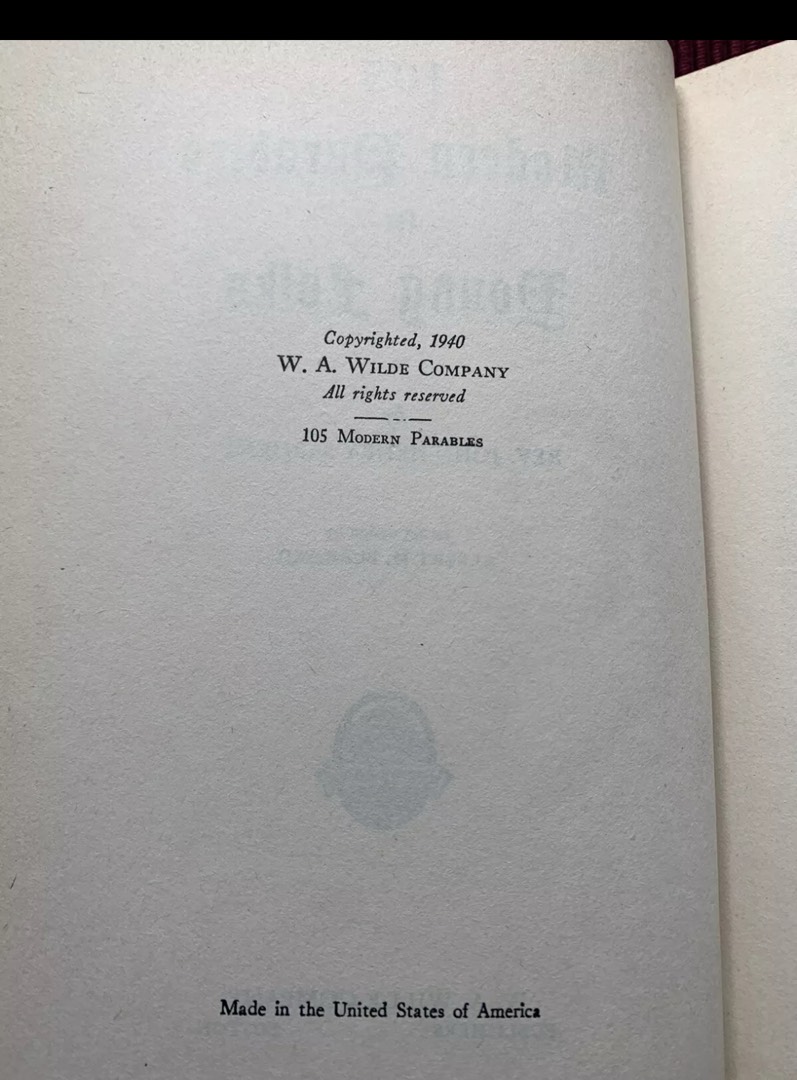 Copyrighted, 1940
W. A. WILDE COMPANY
All rights reserved
105 MODERN PARABLES
Made in the United States of America